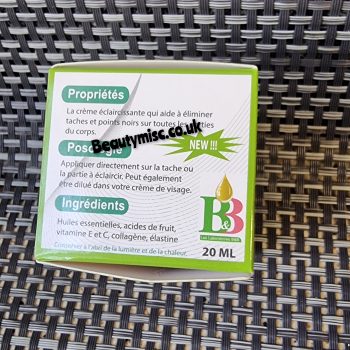 Propriétés
La crème éclaircissante qui aide à éliminer
taches et points noirs sur toutes les parties
du corps.
Beautymisc.co.uk
NEW !!!
Appliquer directement sur la tache ou
la partie à éclaircir. Peut également
être dilué dans votre crème de visage.
Ingrédients
Huiles essentielles, acides de fruit,
vitamine E et C, collagène, élastine
Conserver à l'abri de la lumière et de la chaleur.
B&B
20 ML